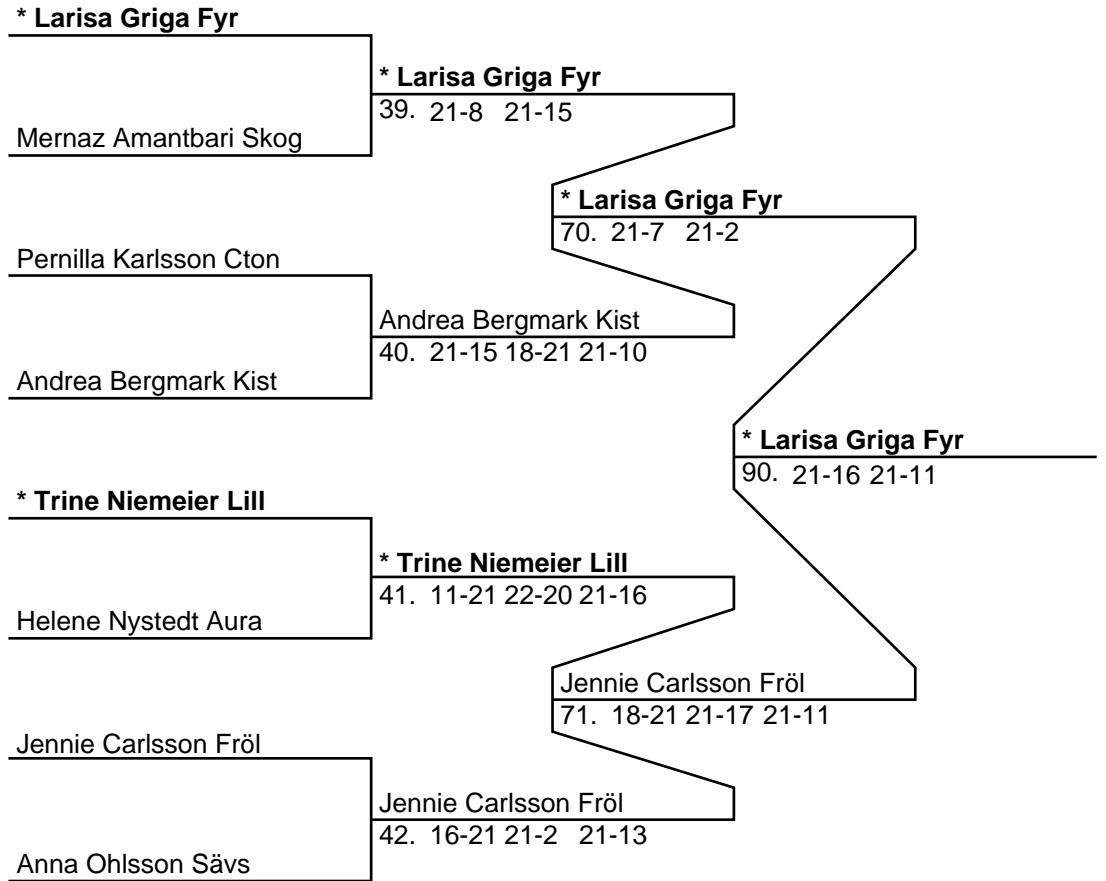 * Larisa Griga Fyr
* Larisa Griga Fyr
39. 21-8 21-15
Mernaz Amantbari Skog
* Larisa Griga Fyr
70. 21-7 21-2
Pernilla Karlsson Cton
Andrea Bergmark Kist
40. 21-15 18-21 21-10
Andrea Bergmark Kist
* Larisa Griga Fyr
90. 21-16 21-11
* Trine Niemeier Lill
* Trine Niemeier Lill
41. 11-21 22-20 21-16
Helene Nystedt Aura
Jennie Carlsson Fröl
71. 18-21 21-17 21-11
Jennie Carlsson Fröl
Jennie Carlsson Fröl
42. 16-21 21-2 21-13
Anna Ohlsson Sävs